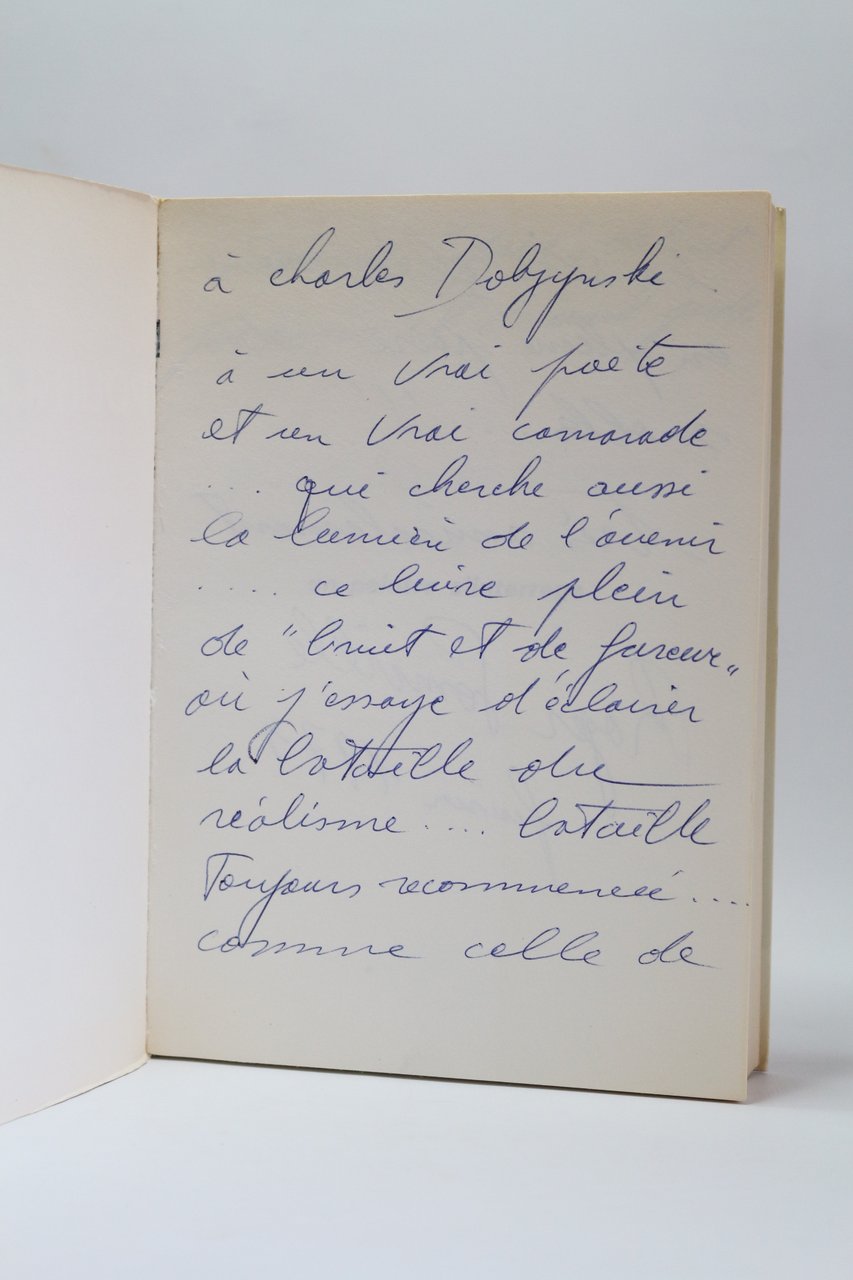 à charles Dobzynski
à un vrai poète
et un vrai camarade
... qui cherche aussi
la lumière de l'avenir
.... ce livre plein
de "bruit et de fureur"
où j'essaye d'éclairer
la bataille du
réalisme .... bataille
Toujours recommencée ....
comme celle de